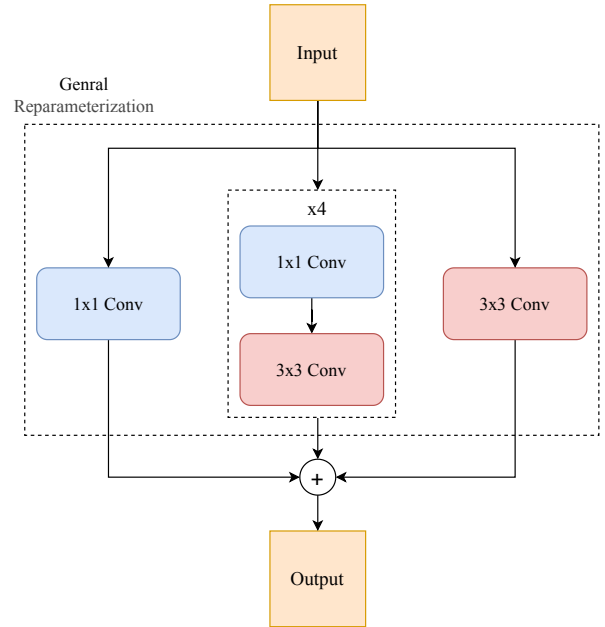 Input
Genral
Reparameterization
x4
1x1 Conv
1x1 Conv
3x3 Conv
3x3 Conv
+
Output